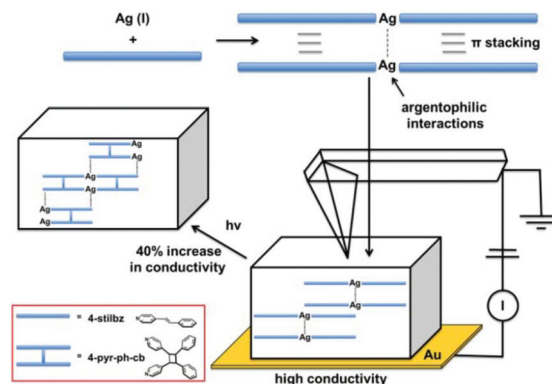 Ag (I)
+
Ag
Ag
π stacking
argentophilic
interactions
Ag
Ag
Ag
Ag
Ag
Ag
Ag
hν
40% increase
in conductivity
Ag
Ag
Ag
Ag
I
Au
high conductivity
= 4-stilbz
N
= 4-pyr-ph-cb
N
N